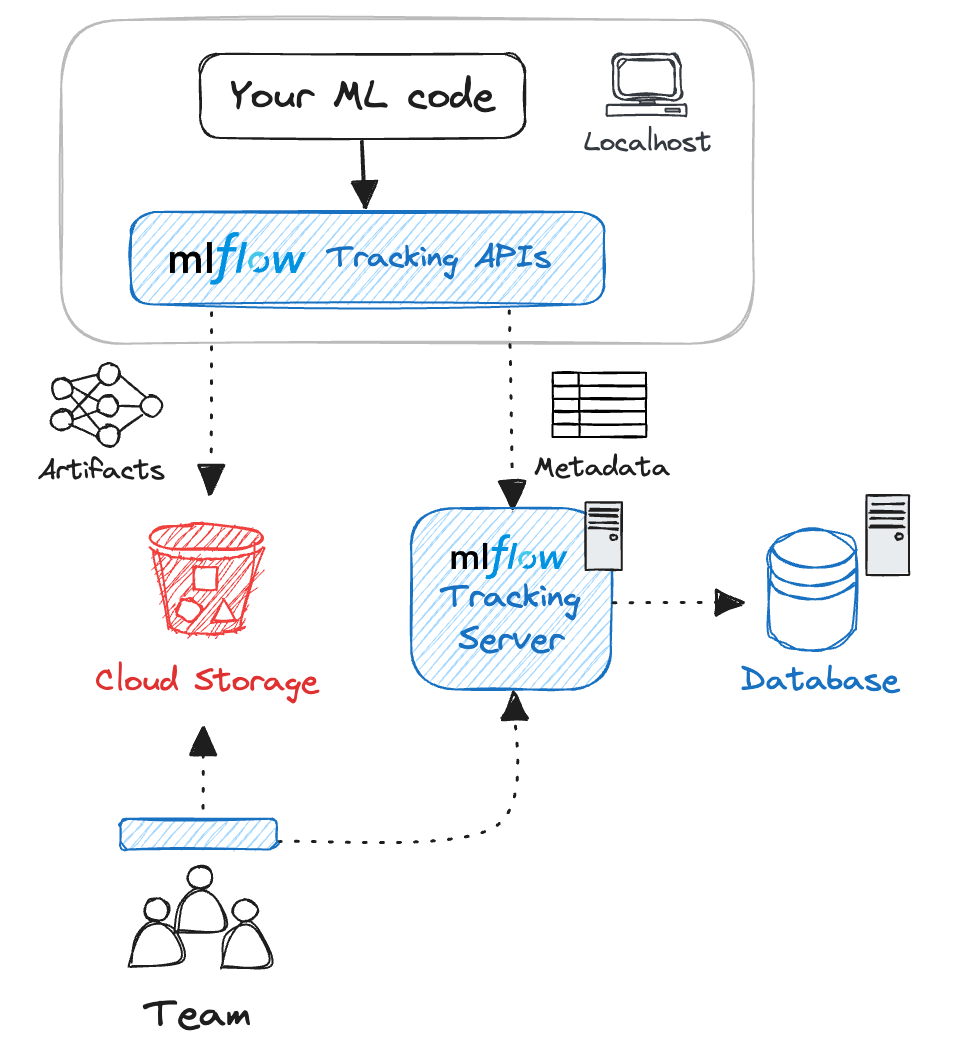 Your ML code
Localhost
mlflow Tracking APIs
Artifacts
Metadata
mlflow
Tracking
Server
Cloud Storage
Database
Team